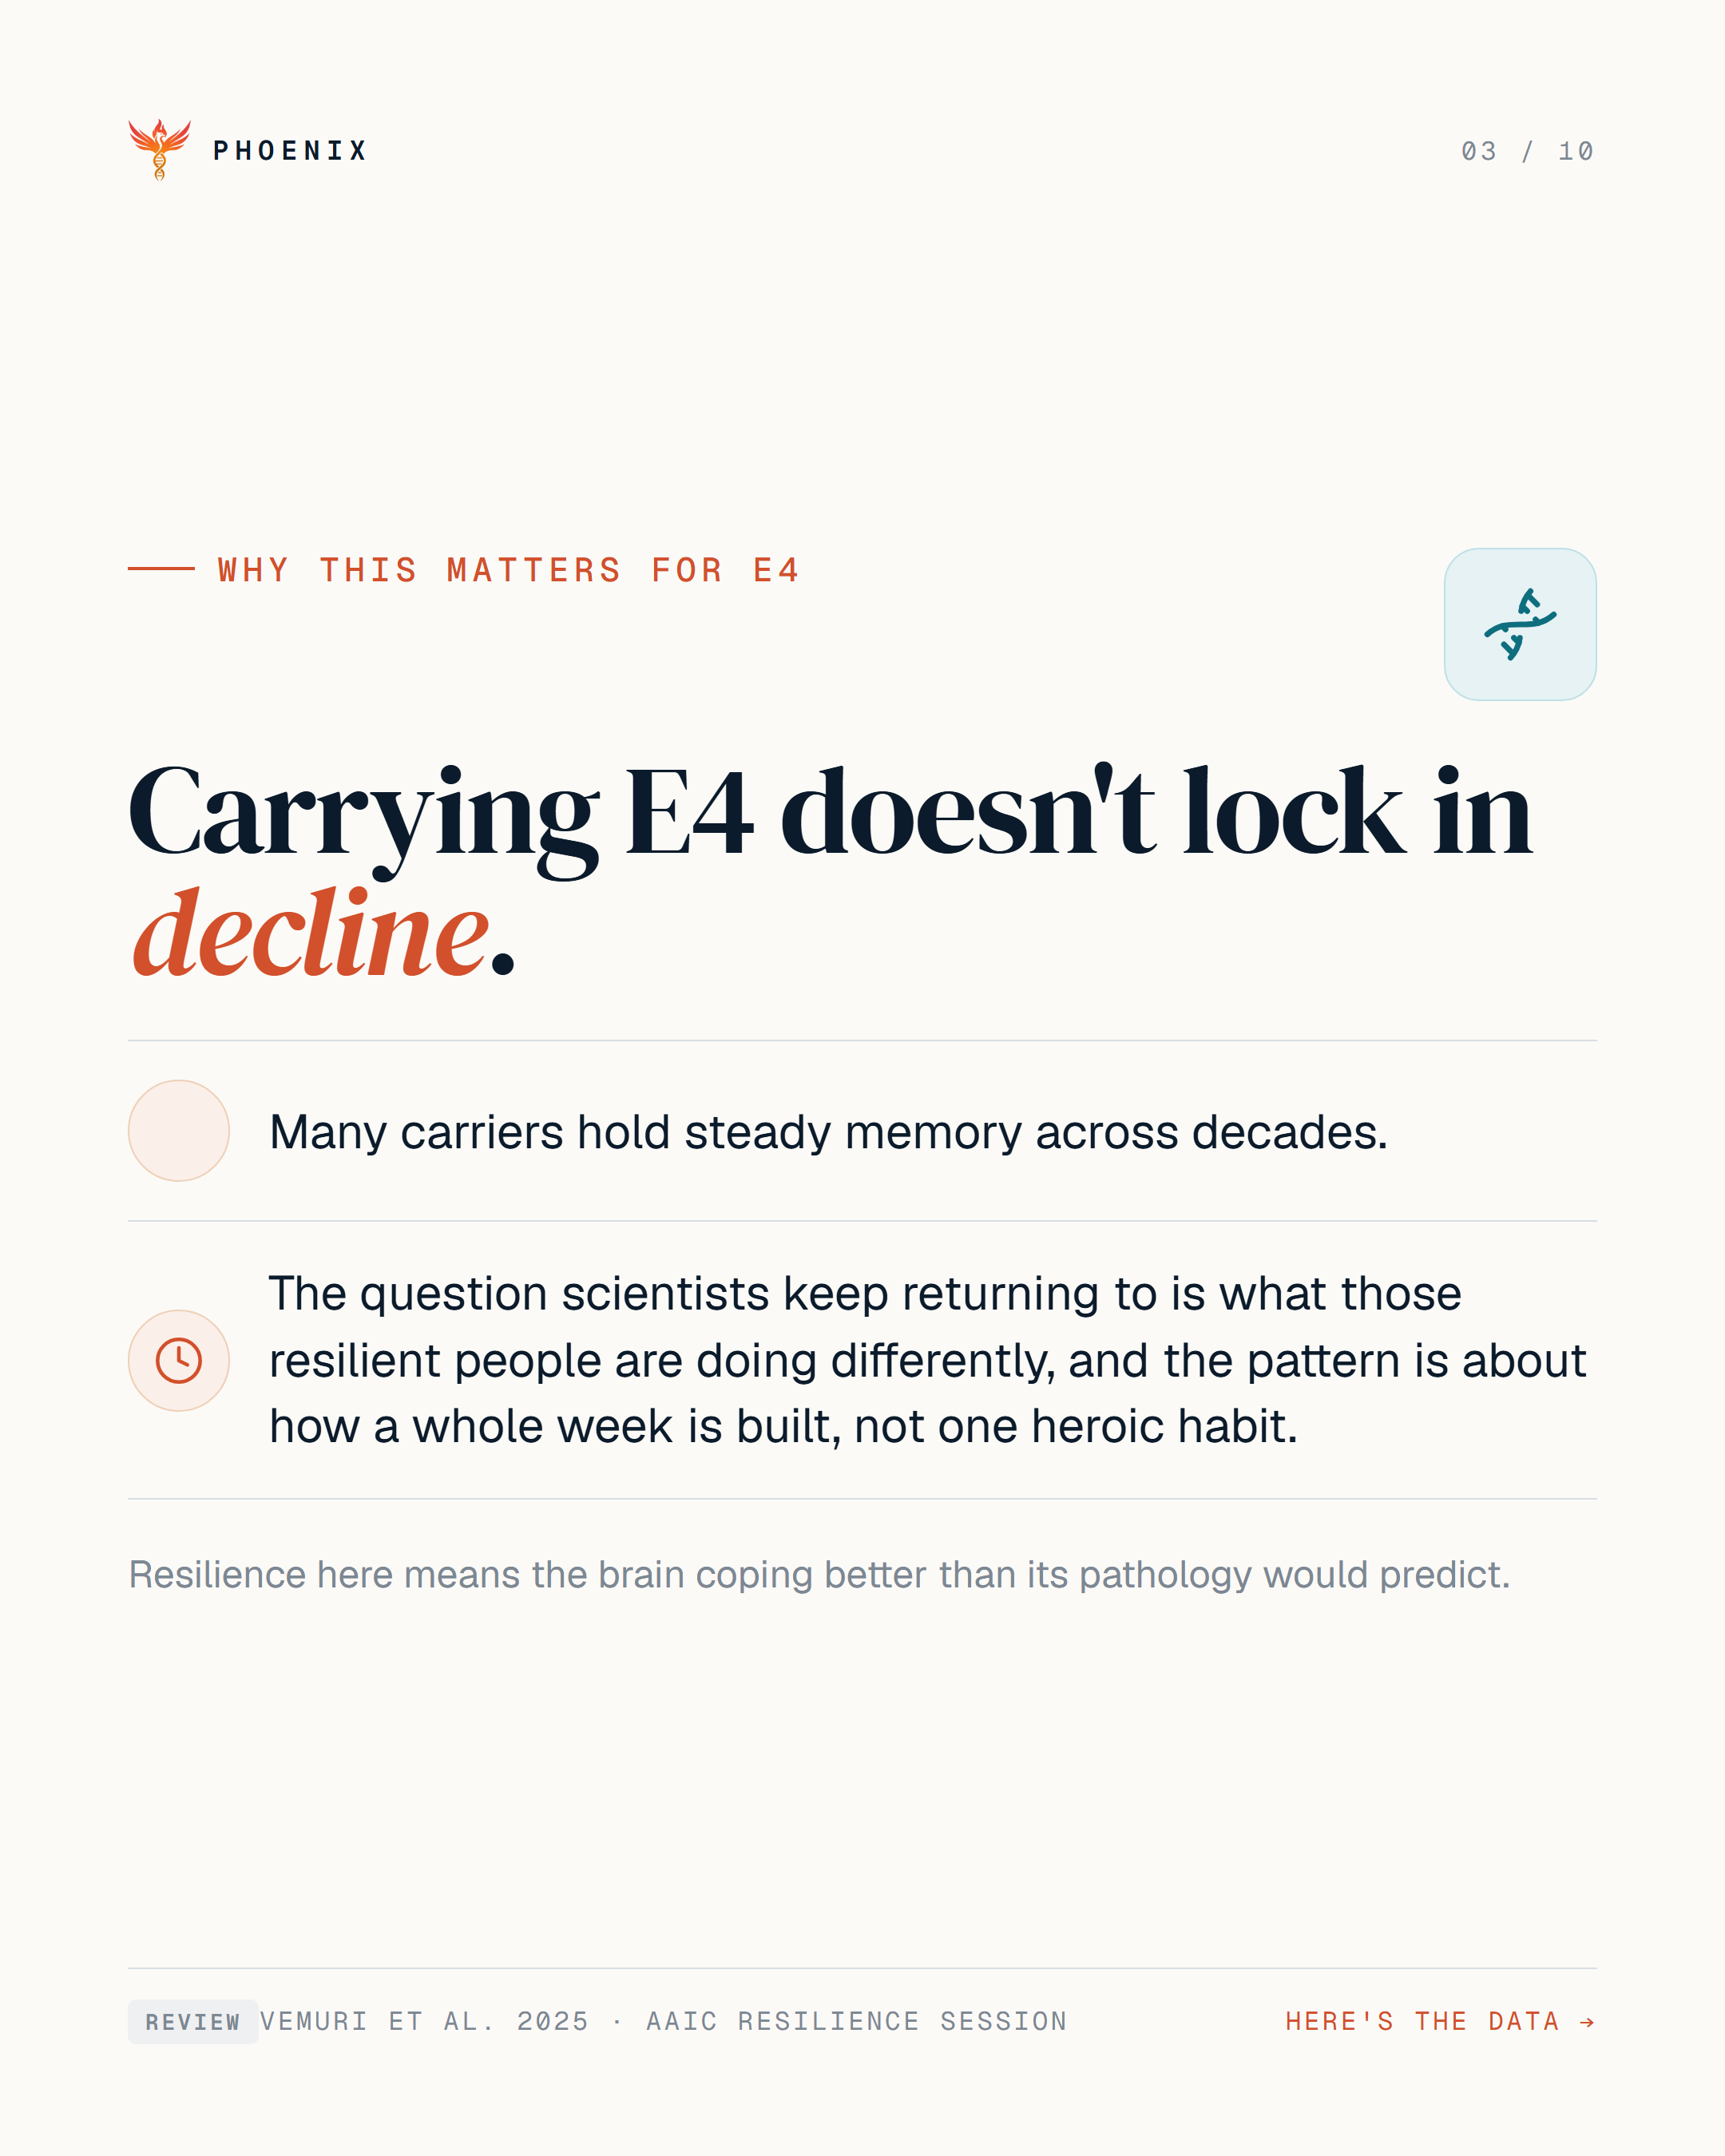 PHOENIX
03 / 10
WHY THIS MATTERS FOR E4
Carrying E4 doesn't lock in
decline.
Many carriers hold steady memory across decades.
The question scientists keep returning to is what those
resilient people are doing differently, and the pattern is about
how a whole week is built, not one heroic habit.
Resilience here means the brain coping better than its pathology would predict.
REVIEW VEMURI ET AL. 2025 · AAIC RESILIENCE SESSION
HERE'S THE DATA →